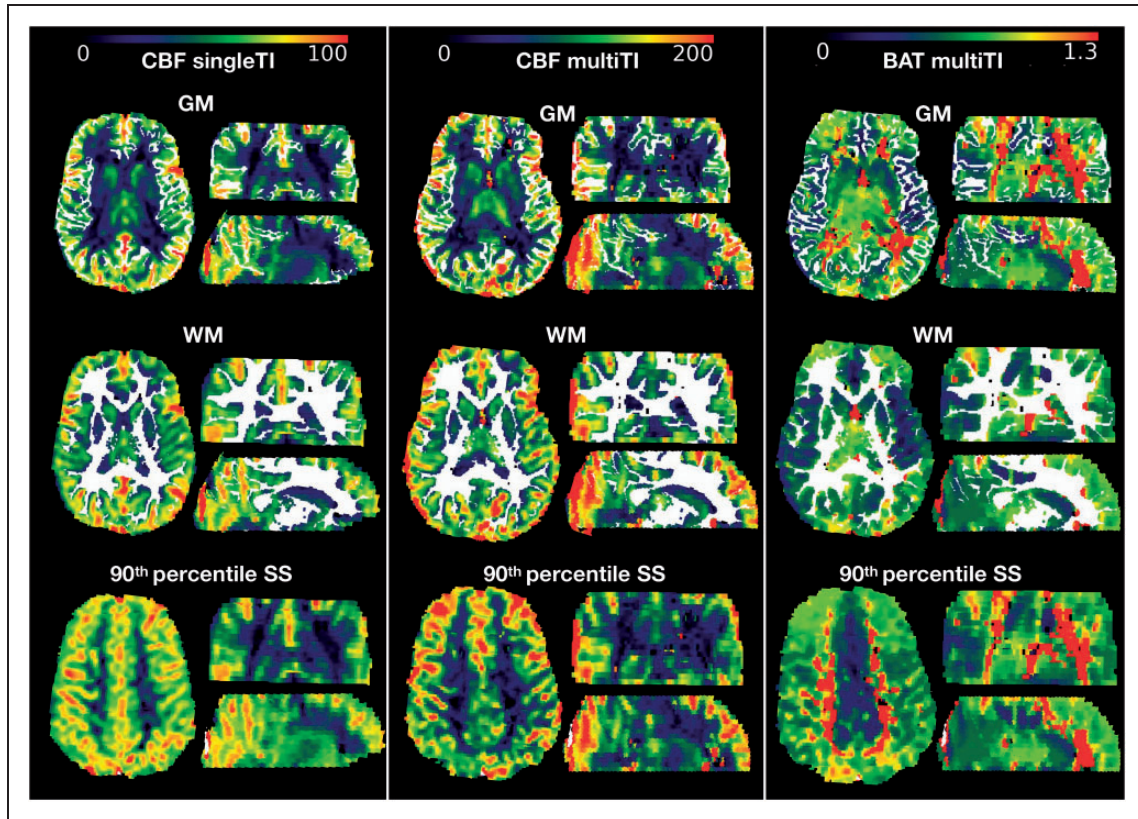 0 100
CBF singleTI
GM
WM
90th percentile SS
0 200
CBF multiTI
GM
WM
90th percentile SS
0 1.3
BAT multiTI
GM
WM
90th percentile SS